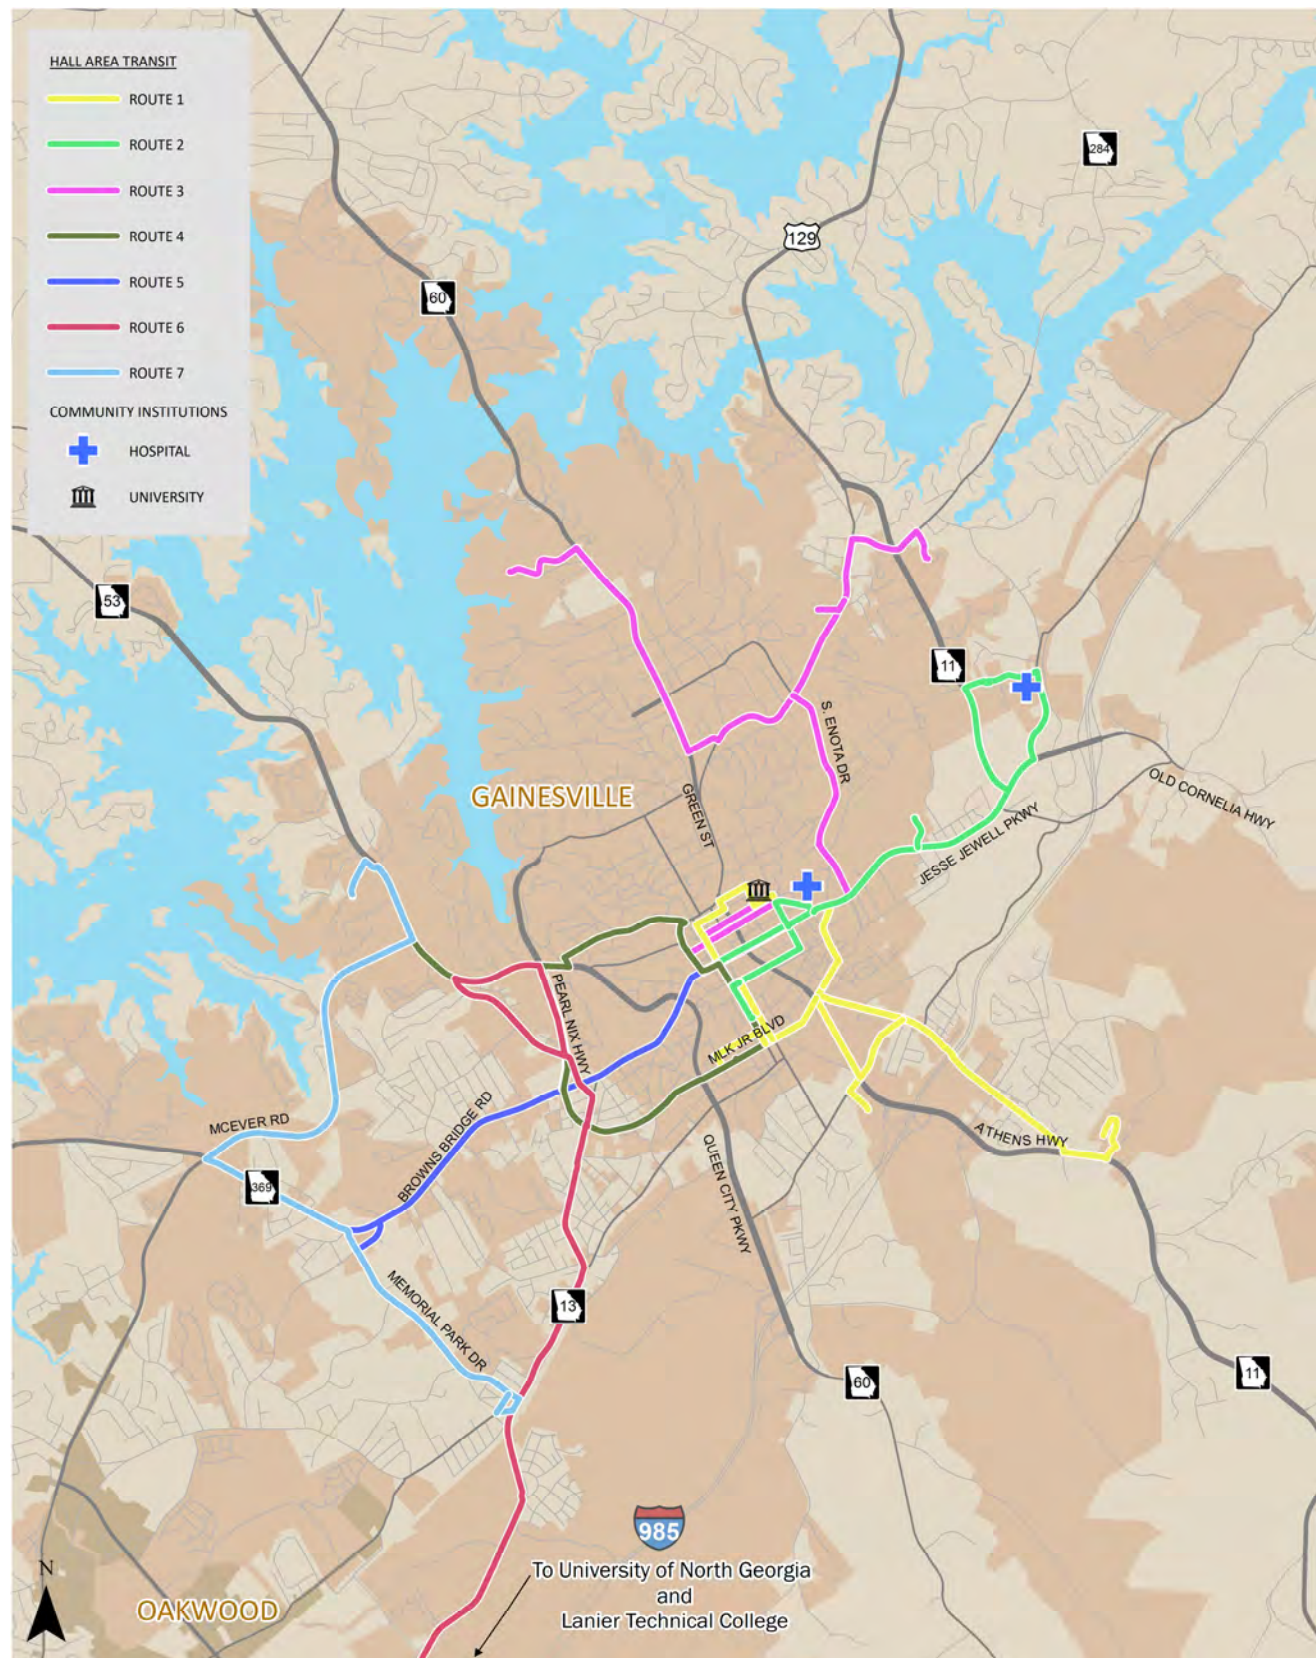 HALL AREA TRANSIT
ROUTE 1
ROUTE 2
ROUTE 3
ROUTE 4
ROUTE 5
ROUTE 6
ROUTE 7
COMMUNITY INSTITUTIONS
HOSPITAL
UNIVERSITY
284
129
60
53
11
S. ENOTA DR
GAINESVILLE
GREEN ST
OLD CORNELIA HWY
JESSE JEWELL PKWY
PEARL NIX HWY
MLK JR BLVD
MCEVER RD
BROWNS BRIDGE RD
ATHENS HWY
QUEEN CITY PKWY
369
MEMORIAL PARK DR
13
60
11
985
To University of North Georgia
and
Lanier Technical College
N
OAKWOOD